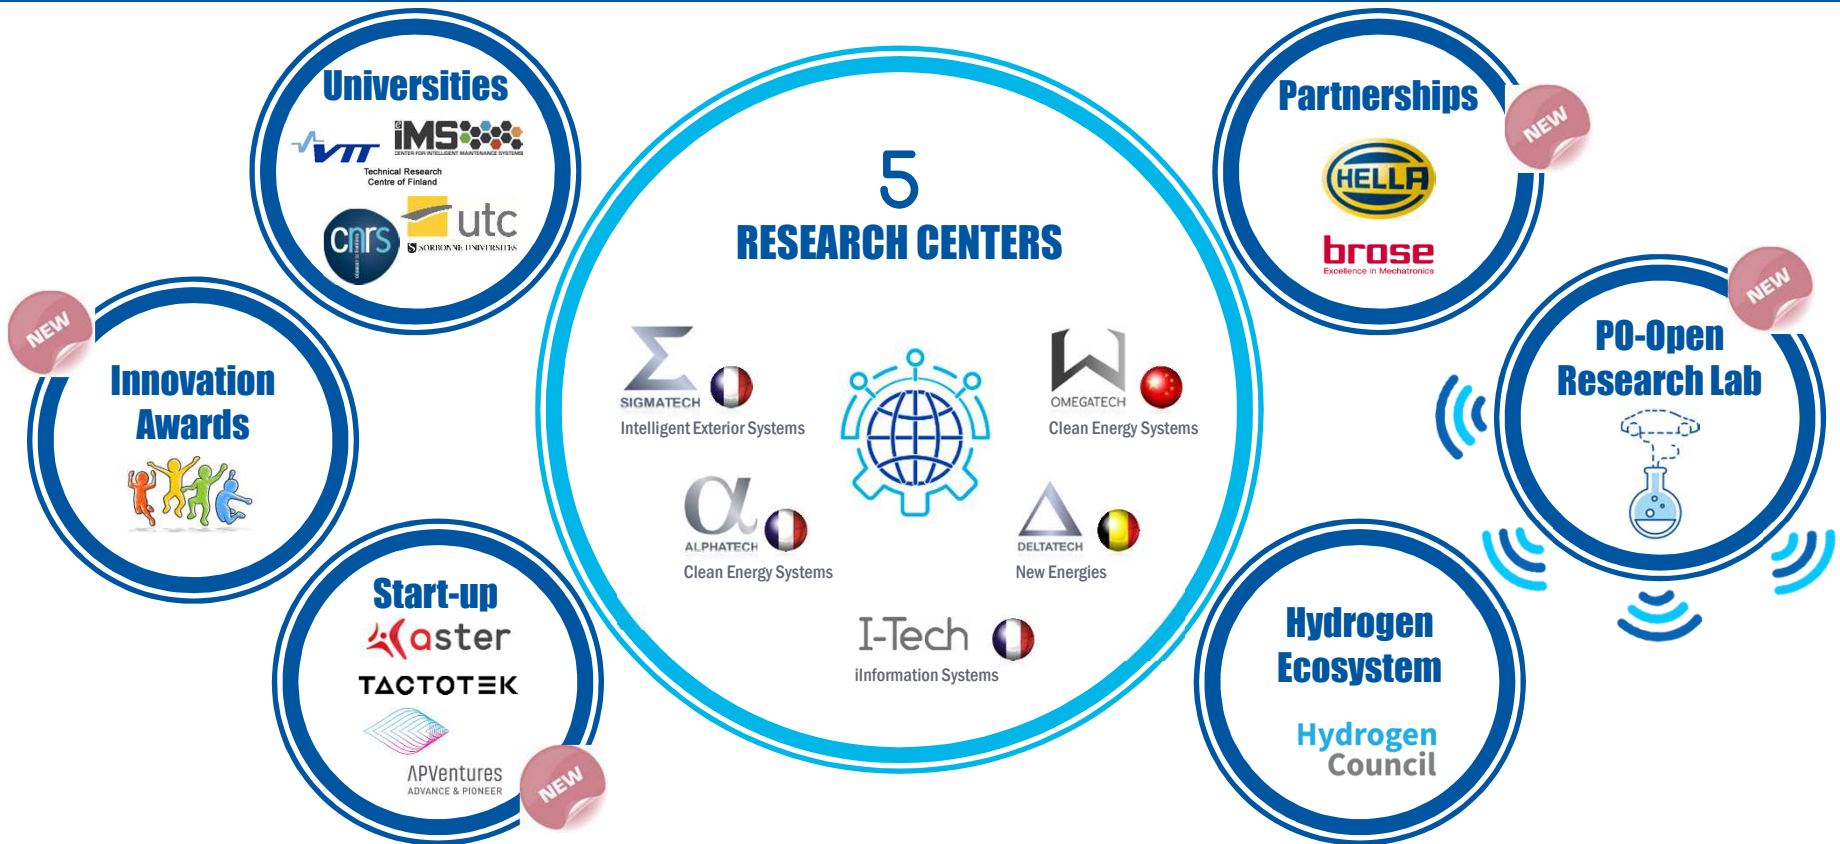 Universities
VTT
iMS
CENTER FOR INTELLIGENT MAINTENANCE SYSTEMS
Technical Research
Centre of Finland
cnrs
utc
SORBONNE UNIVERSITÉS
NEW
Innovation
Awards
Start-up
aster
TACTOTEK
APVentures
ADVANCE & PIONEER
NEW
5
RESEARCH CENTERS
SIGMATECH
Intelligent Exterior Systems
OMEGATECH
Clean Energy Systems
ALPHATECH
Clean Energy Systems
DELTATECH
New Energies
I-Tech
iInformation Systems
Partnerships
NEW
HELLA
brose
Excellence in Mechatronics
NEW
PO-Open
Research Lab
Hydrogen
Ecosystem
Hydrogen
Council